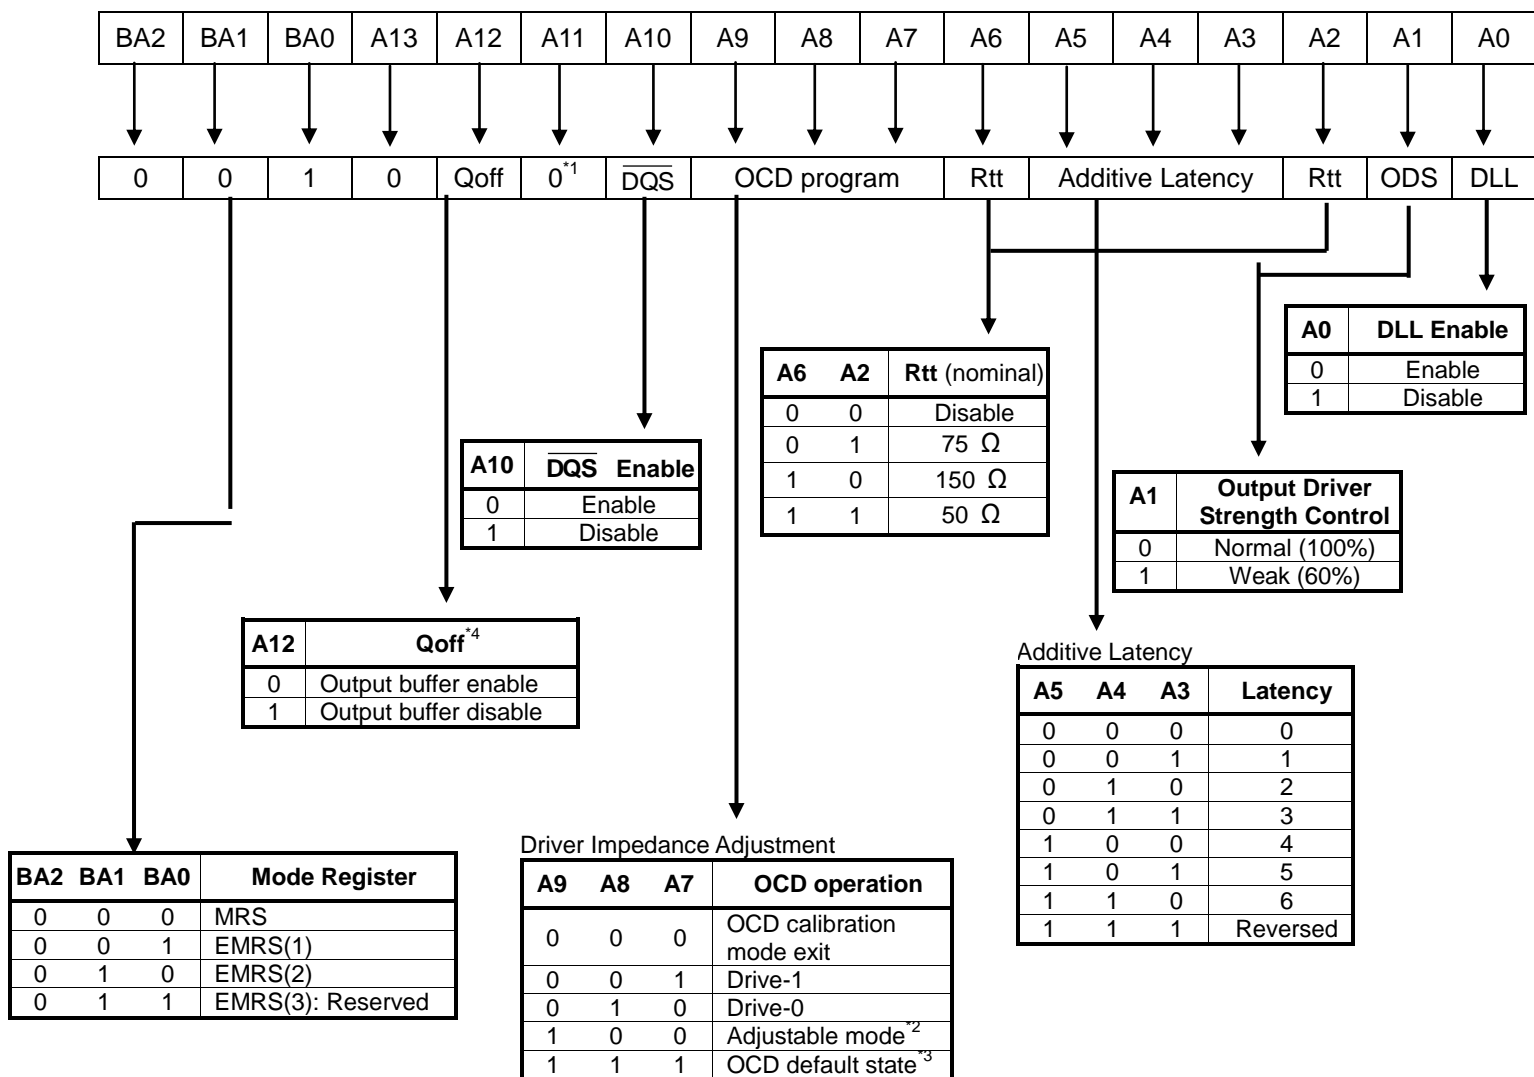 BA2 BA1 BA0 A13 A12 A11 A10 A9 A8 A7 A6 A5 A4 A3 A2 A1 A0
0 0 1 0 Qoff 0*1 D̅Q̅S̅ OCD program Rtt Additive Latency Rtt ODS DLL
A0 DLL Enable
0 Enable
1 Disable
A6 A2 Rtt (nominal)
0 0 Disable
0 1 75 Ω
1 0 150 Ω
1 1 50 Ω
A10 D̅Q̅S̅ Enable
0 Enable
1 Disable
A1 Output Driver
Strength Control
0 Normal (100%)
1 Weak (60%)
A12 Qoff*4
0 Output buffer enable
1 Output buffer disable
Additive Latency
A5 A4 A3 Latency
0 0 0 0
0 0 1 1
0 1 0 2
0 1 1 3
1 0 0 4
1 0 1 5
1 1 0 6
1 1 1 Reversed
BA2 BA1 BA0 Mode Register
0 0 0 MRS
0 0 1 EMRS(1)
0 1 0 EMRS(2)
0 1 1 EMRS(3): Reserved
Driver Impedance Adjustment
A9 A8 A7 OCD operation
0 0 0 OCD calibration
mode exit
0 0 1 Drive-1
0 1 0 Drive-0
1 0 0 Adjustable mode*2
1 1 1 OCD default state*3